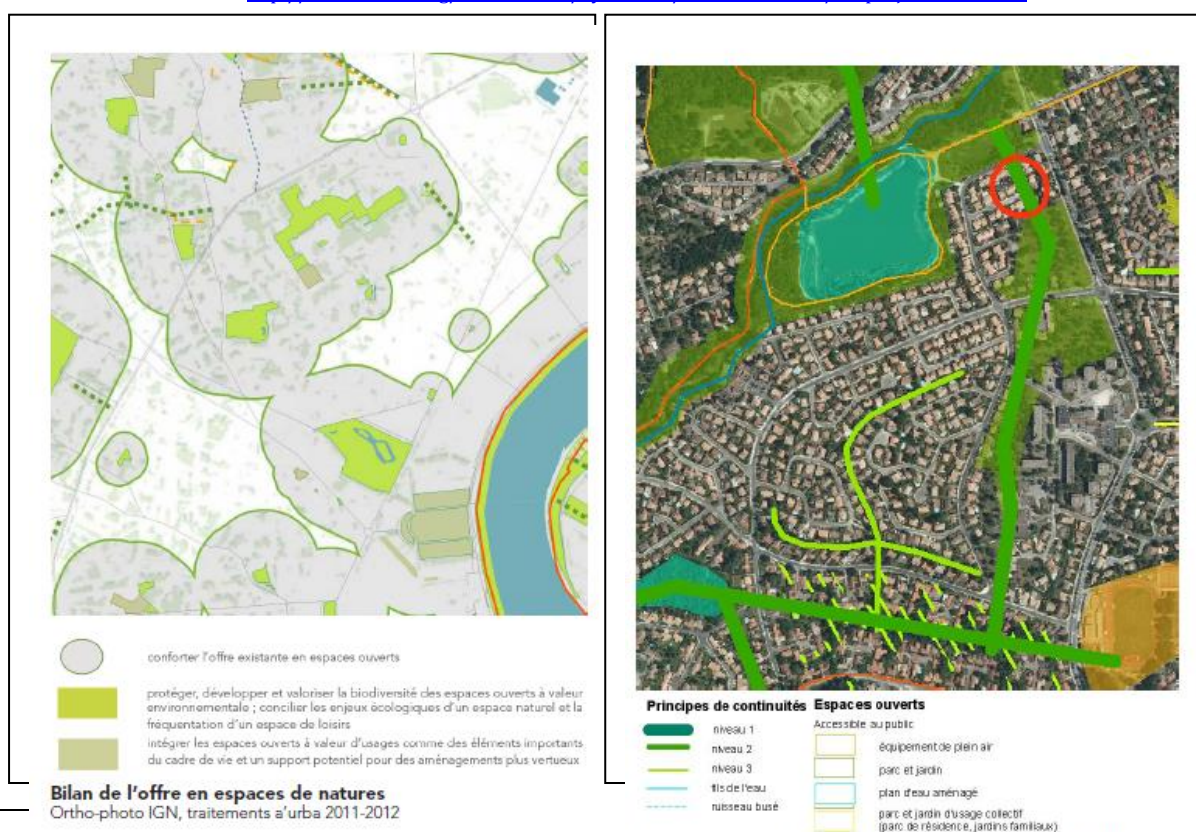 conforter l'offre existante en espaces ouverts
protéger, développer et valoriser la biodiversité des espaces ouverts à valeur
environnementale ; concilier les enjeux écologiques d'un espace naturel et la
fréquentation d'un espace de loisirs
intégrer les espaces ouverts à valeur d'usages comme des éléments importants
du cadre de vie et un support potentiel pour des aménagements plus vertueux
Bilan de l'offre en espaces de natures
Ortho-photo IGN, traitements a'urba 2011-2012
Principes de continuités
niveau 1
niveau 2
niveau 3
fils de l'eau
ruisseau busé
Espaces ouverts
Accessible au public
équipement de plein air
parc et jardin
plan d'eau aménagé
parc et jardin d'usage collectif
(parc de résidence, jardins familiaux)